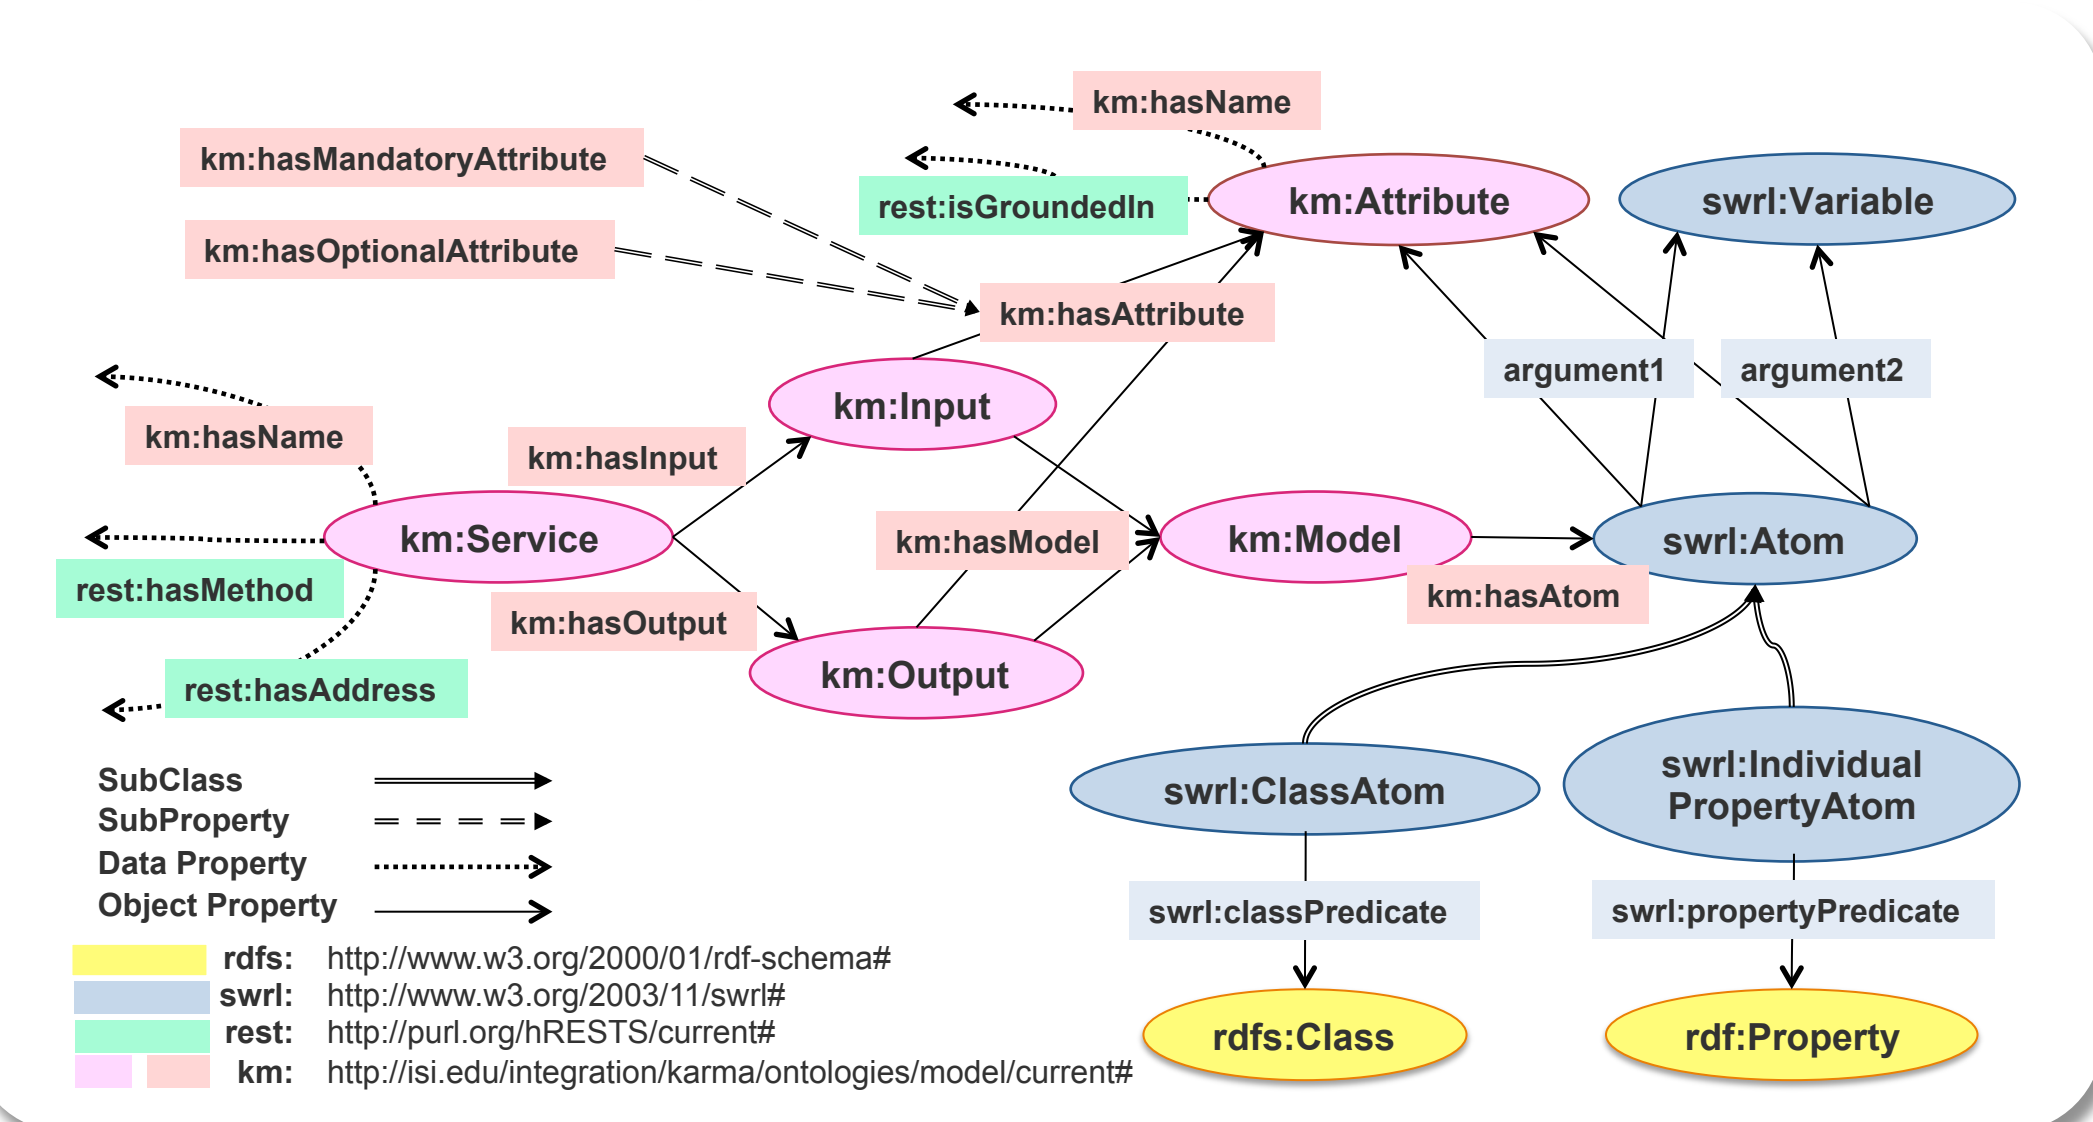 km:hasName
km:hasMandatoryAttribute
rest:isGroundedIn
km:Attribute
swrl:Variable
km:hasOptionalAttribute
km:hasAttribute
argument1
argument2
km:Input
km:hasName
km:hasInput
km:Service
km:hasModel
km:Model
swrl:Atom
rest:hasMethod
km:hasAtom
km:hasOutput
km:Output
rest:hasAddress
swrl:Individual
PropertyAtom
swrl:ClassAtom
SubClass
SubProperty
Data Property
Object Property
swrl:classPredicate
swrl:propertyPredicate
rdfs: http://www.w3.org/2000/01/rdf-schema#
swrl: http://www.w3.org/2003/11/swrl#
rest: http://purl.org/hRESTS/current#
km: http://isi.edu/integration/karma/ontologies/model/current#
rdfs:Class
rdf:Property